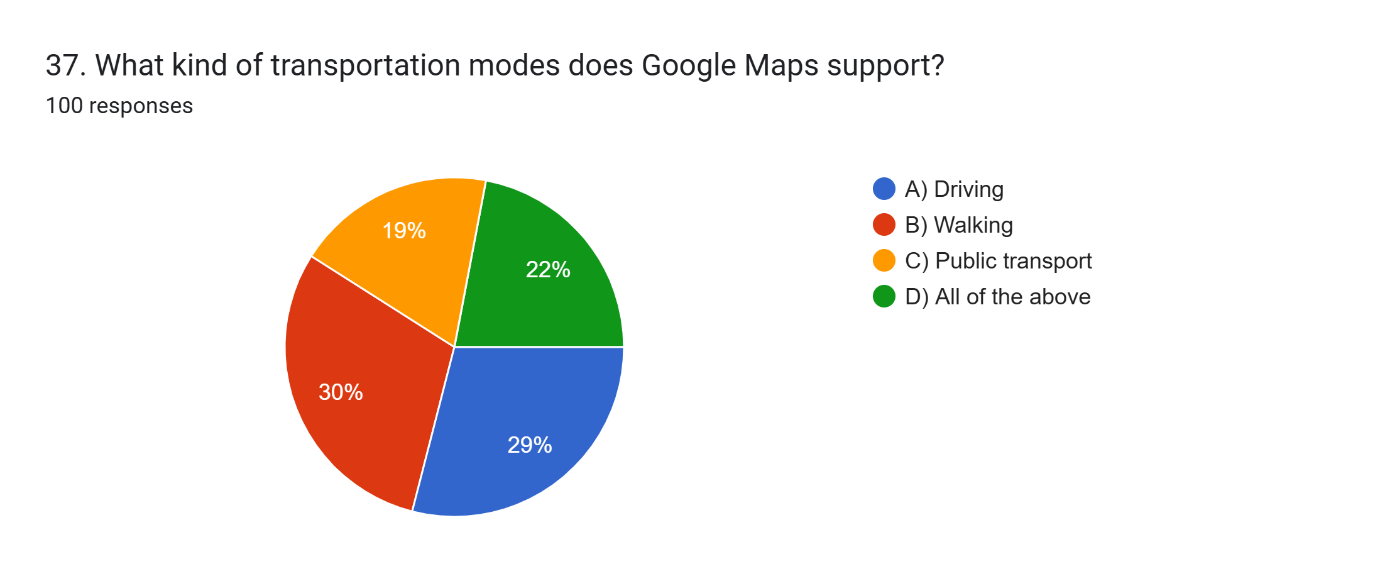 37. What kind of transportation modes does Google Maps support?
100 responses
A) Driving
B) Walking
C) Public transport
D) All of the above
19%
22%
30%
29%